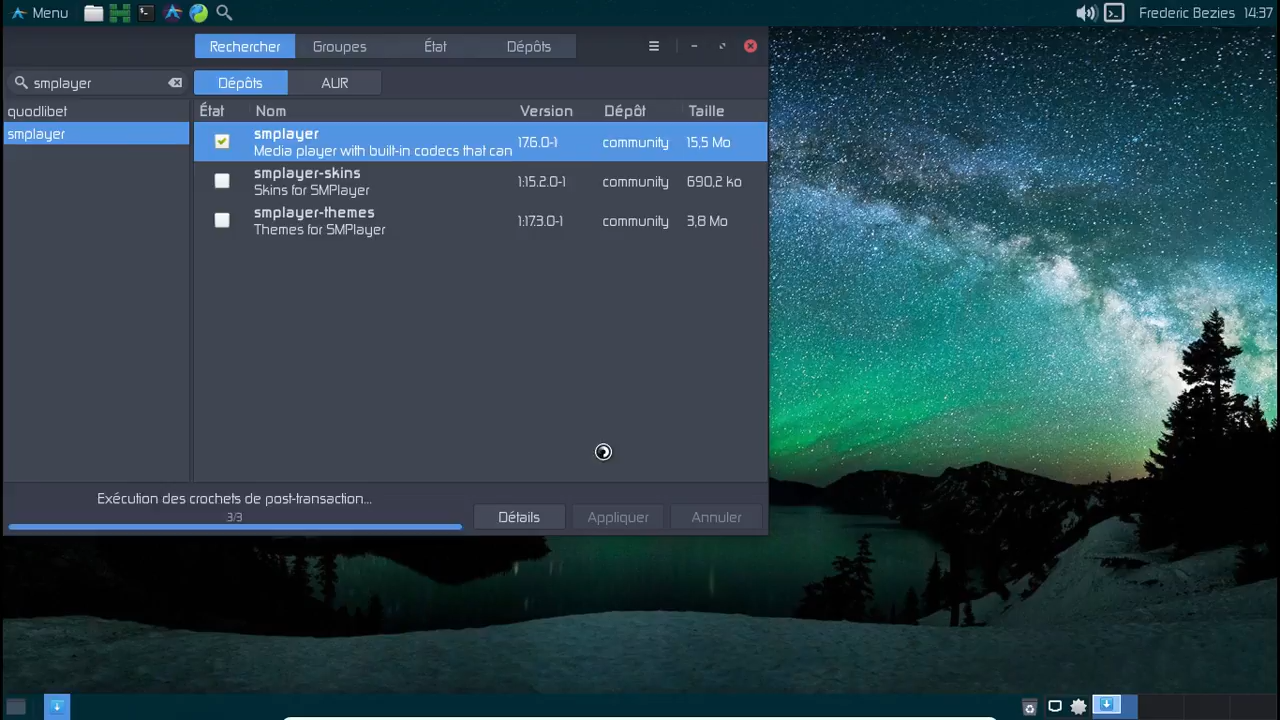 Menu
Frederic Bezies 14:37
Rechercher Groupes État Dépôts
smplayer
Dépôts AUR
quodlibet
smplayer
État Nom Version Dépôt Taille
smplayer
Media player with built-in codecs that can
17.6.0-1 community 15,5 Mo
smplayer-skins
Skins for SMPlayer
1:15.2.0-1 community 690,2 ko
smplayer-themes
Themes for SMPlayer
1:17.3.0-1 community 3,8 Mo
Exécution des crochets de post-transaction...
3/3
Détails Appliquer Annuler